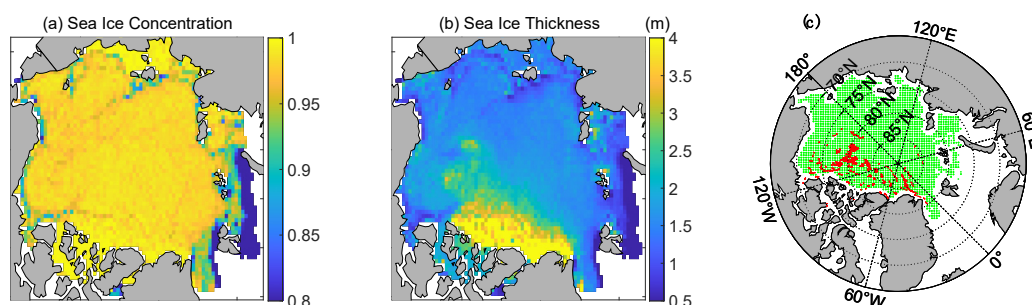 (a) Sea Ice Concentration
1
0.95
0.9
0.85
0.8
(b) Sea Ice Thickness
(m)
4
3.5
3
2.5
2
1.5
1
0.5
(c)
120°E
180°
70°N
75°N
80°N
85°N
120°W
60°W
0°